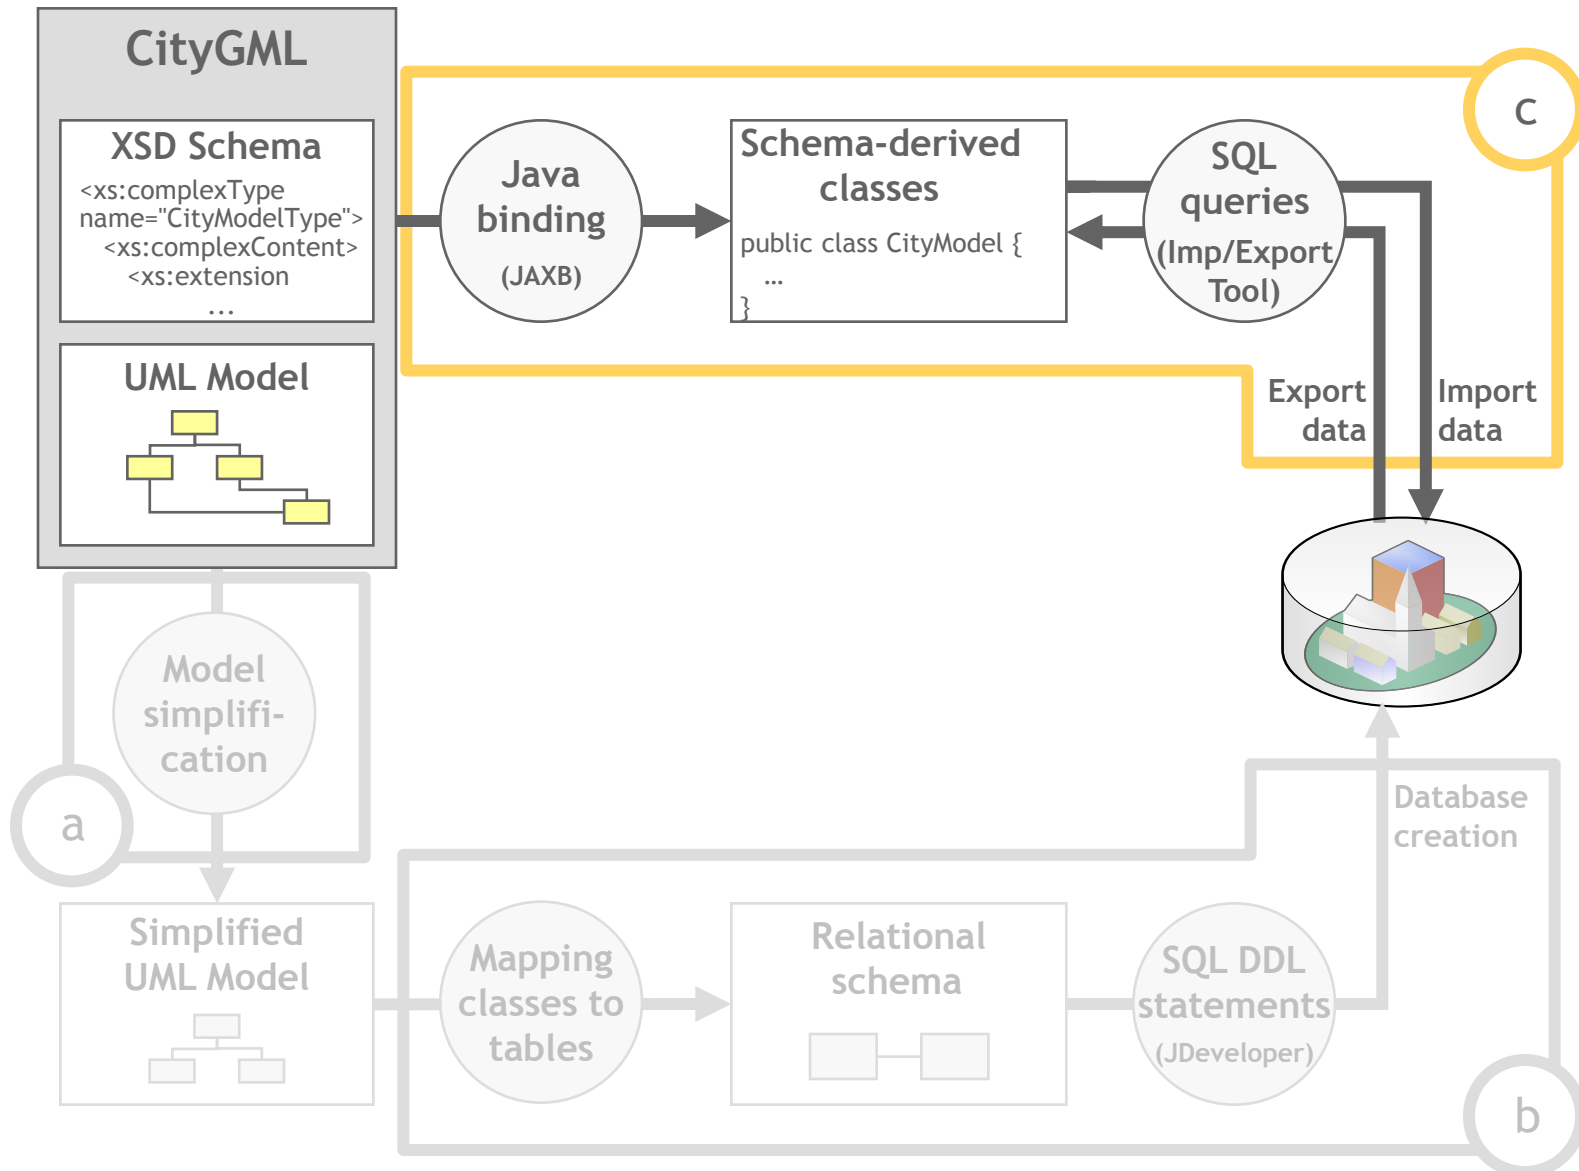 CityGML
XSD Schema
<xs:complexType
name="CityModelType">
<xs:complexContent>
<xs:extension
...
UML Model
Java
binding
(JAXB)
Schema-derived
classes
public class CityModel {
...
}
SQL
queries
(Imp/Export
Tool)
c
Export
data
Import
data
Model
simplifi-
cation
a
Simplified
UML Model
Mapping
classes to
tables
Relational
schema
SQL DDL
statements
(JDeveloper)
Database
creation
b